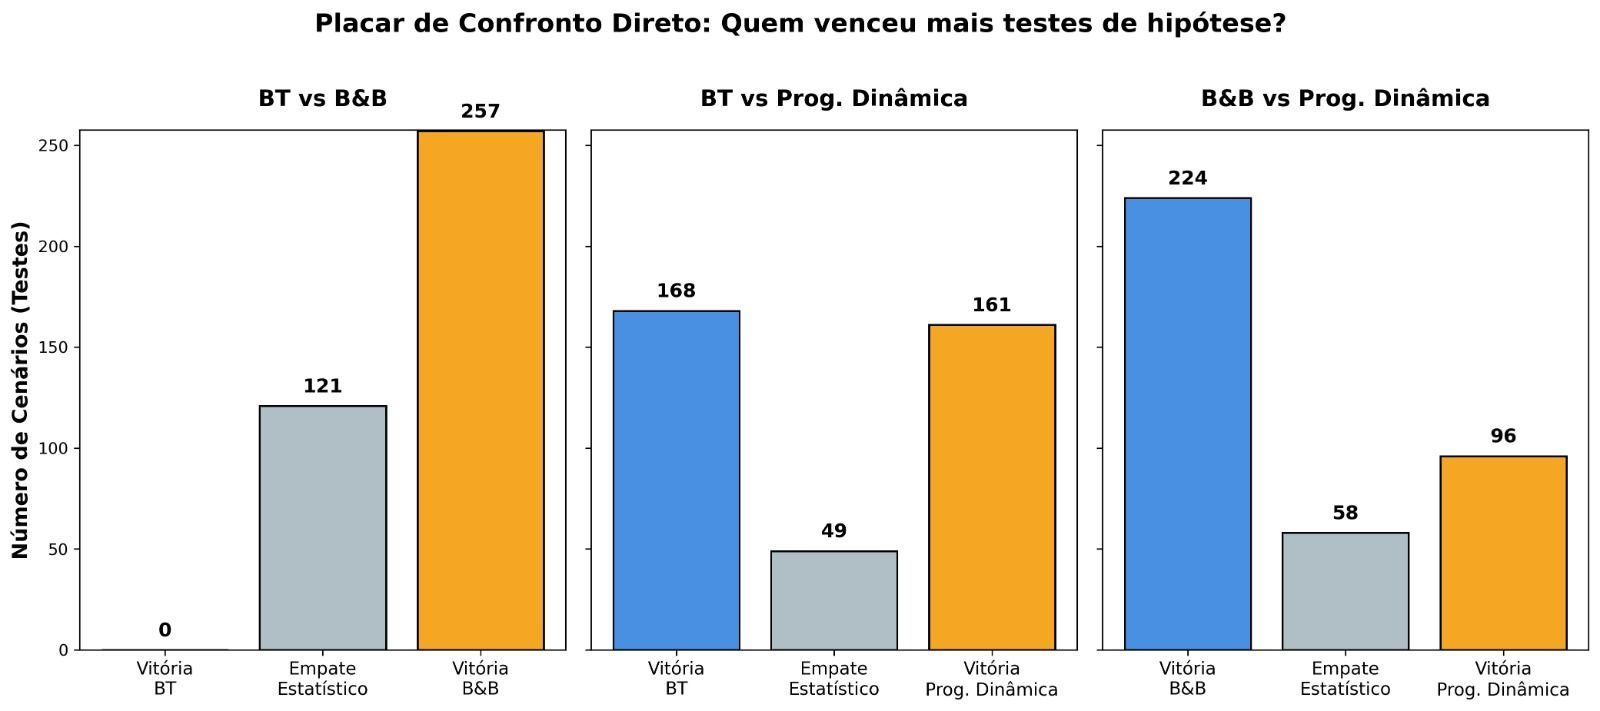 Placar de Confronto Direto: Quem venceu mais testes de hipótese?
BT vs B&B
Número de Cenários (Testes)
250
200
150
100
50
0
0
121
257
Vitória
BT
Empate
Estatístico
Vitória
B&B
BT vs Prog. Dinâmica
168
49
161
Vitória
BT
Empate
Estatístico
Vitória
Prog. Dinâmica
B&B vs Prog. Dinâmica
224
58
96
Vitória
B&B
Empate
Estatístico
Vitória
Prog. Dinâmica